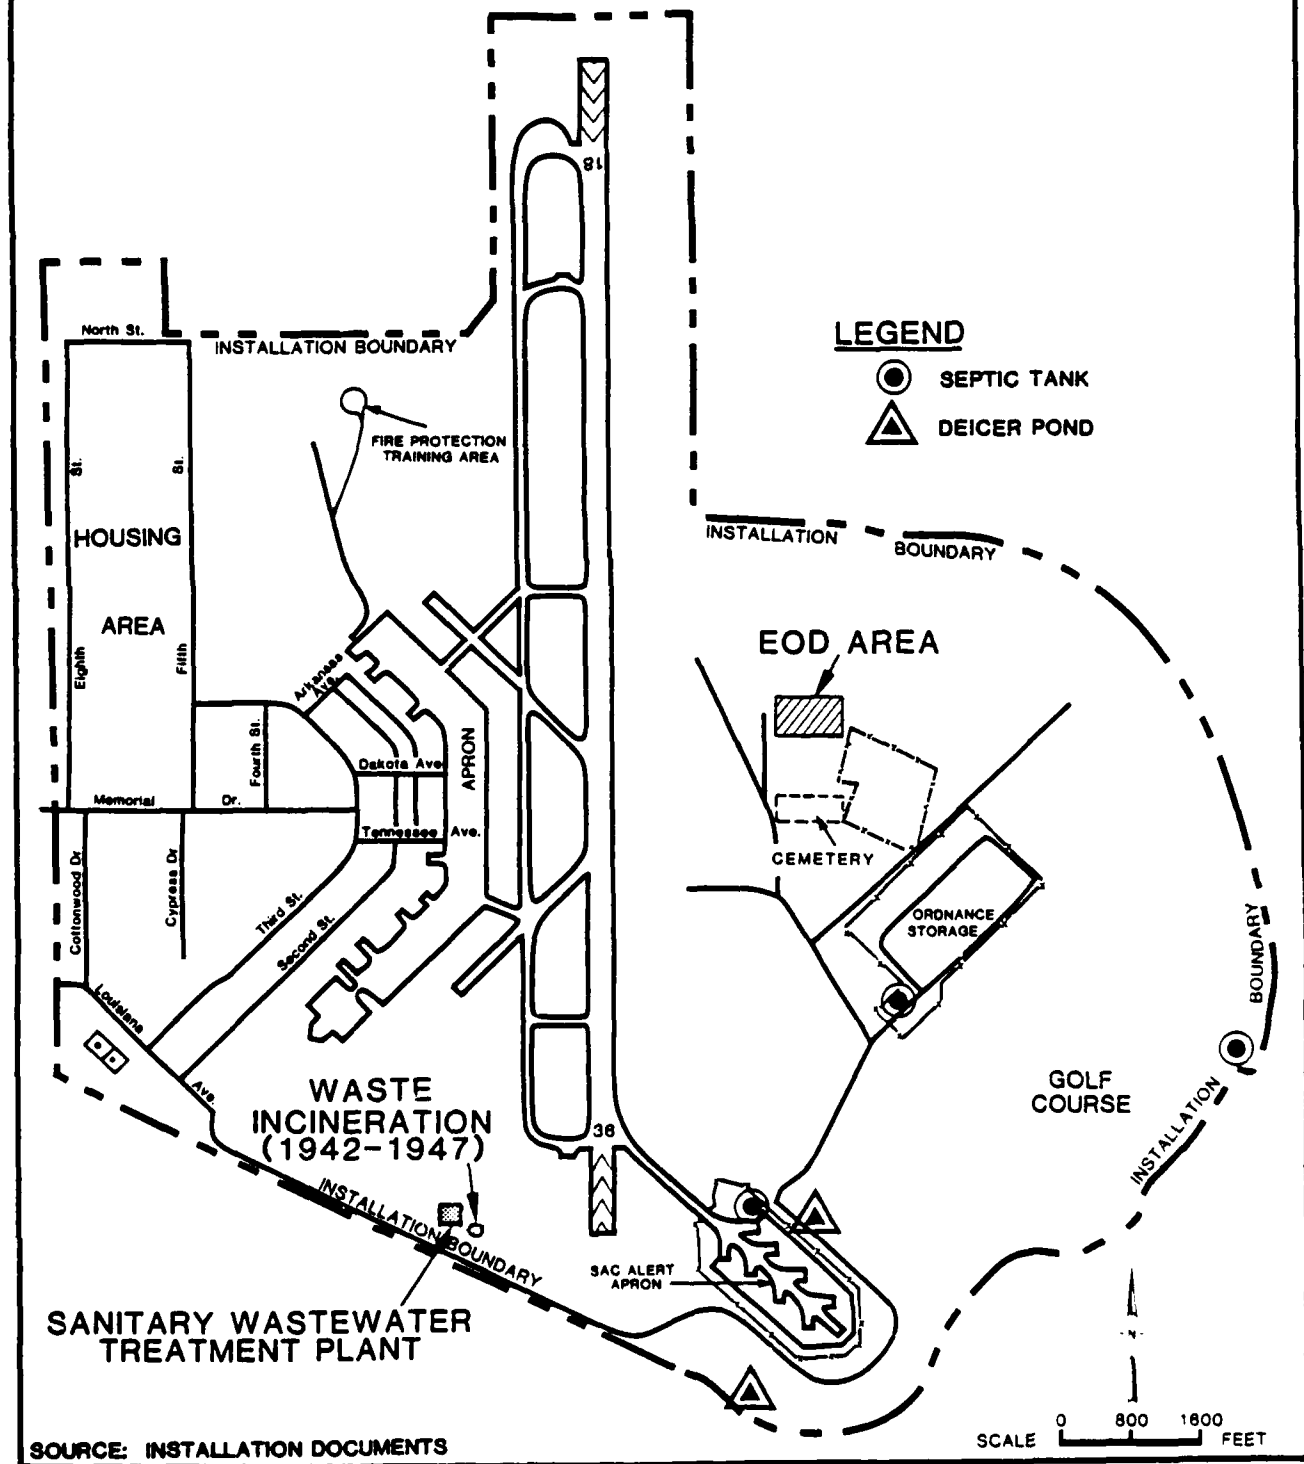 18
North St.
INSTALLATION BOUNDARY
LEGEND
SEPTIC TANK
DEICER POND
FIRE PROTECTION
TRAINING AREA
St.
St.
HOUSING
AREA
Eighth
Fifth
INSTALLATION
BOUNDARY
EOD AREA
Arkansas
Ave.
Fourth St.
APRON
Dakota Ave
Memorial Dr.
Tennessee Ave.
CEMETERY
Cottonwood Dr
Cypress Dr
Third St.
Second St.
ORDNANCE
STORAGE
BOUNDARY
Louisiana
Ave.
GOLF
COURSE
WASTE
INCINERATION
(1942-1947)
36
INSTALLATION
INSTALLATION BOUNDARY
SAC ALERT
APRON
SANITARY WASTEWATER
TREATMENT PLANT
N
0 800 1600
SCALE FEET
SOURCE: INSTALLATION DOCUMENTS